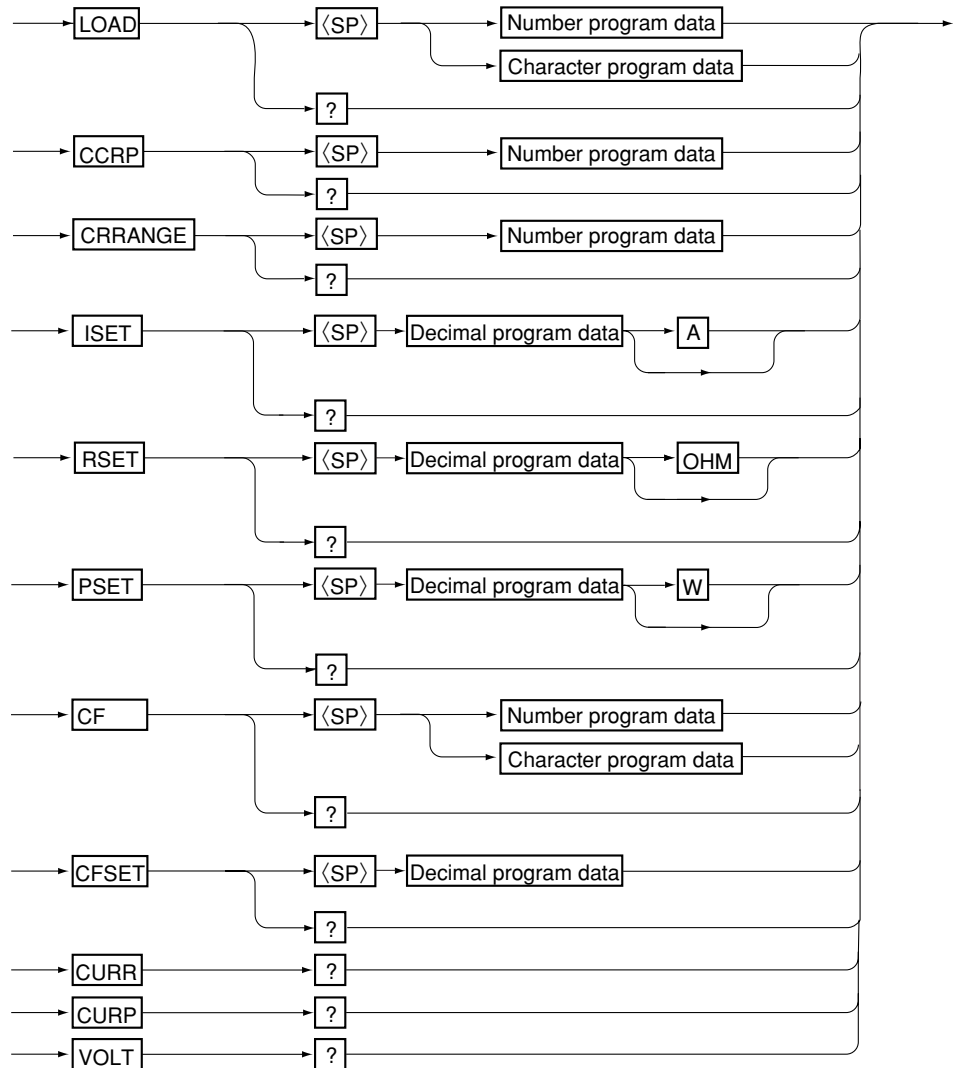 LOAD 〈SP〉 Number program data
Character program data
?
CCRP 〈SP〉 Number program data
?
CRRANGE 〈SP〉 Number program data
?
ISET 〈SP〉 Decimal program data A
?
RSET 〈SP〉 Decimal program data OHM
?
PSET 〈SP〉 Decimal program data W
?
CF 〈SP〉 Number program data
Character program data
?
CFSET 〈SP〉 Decimal program data
?
CURR ?
CURP ?
VOLT ?